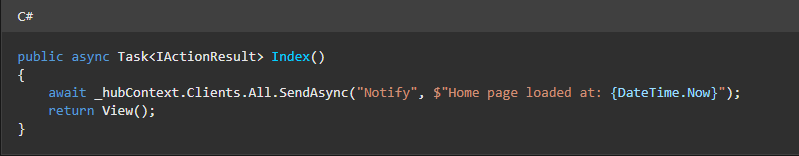 C#
public async Task<IActionResult> Index()
{
    await _hubContext.Clients.All.SendAsync("Notify", $"Home page loaded at: {DateTime.Now}");
    return View();
}